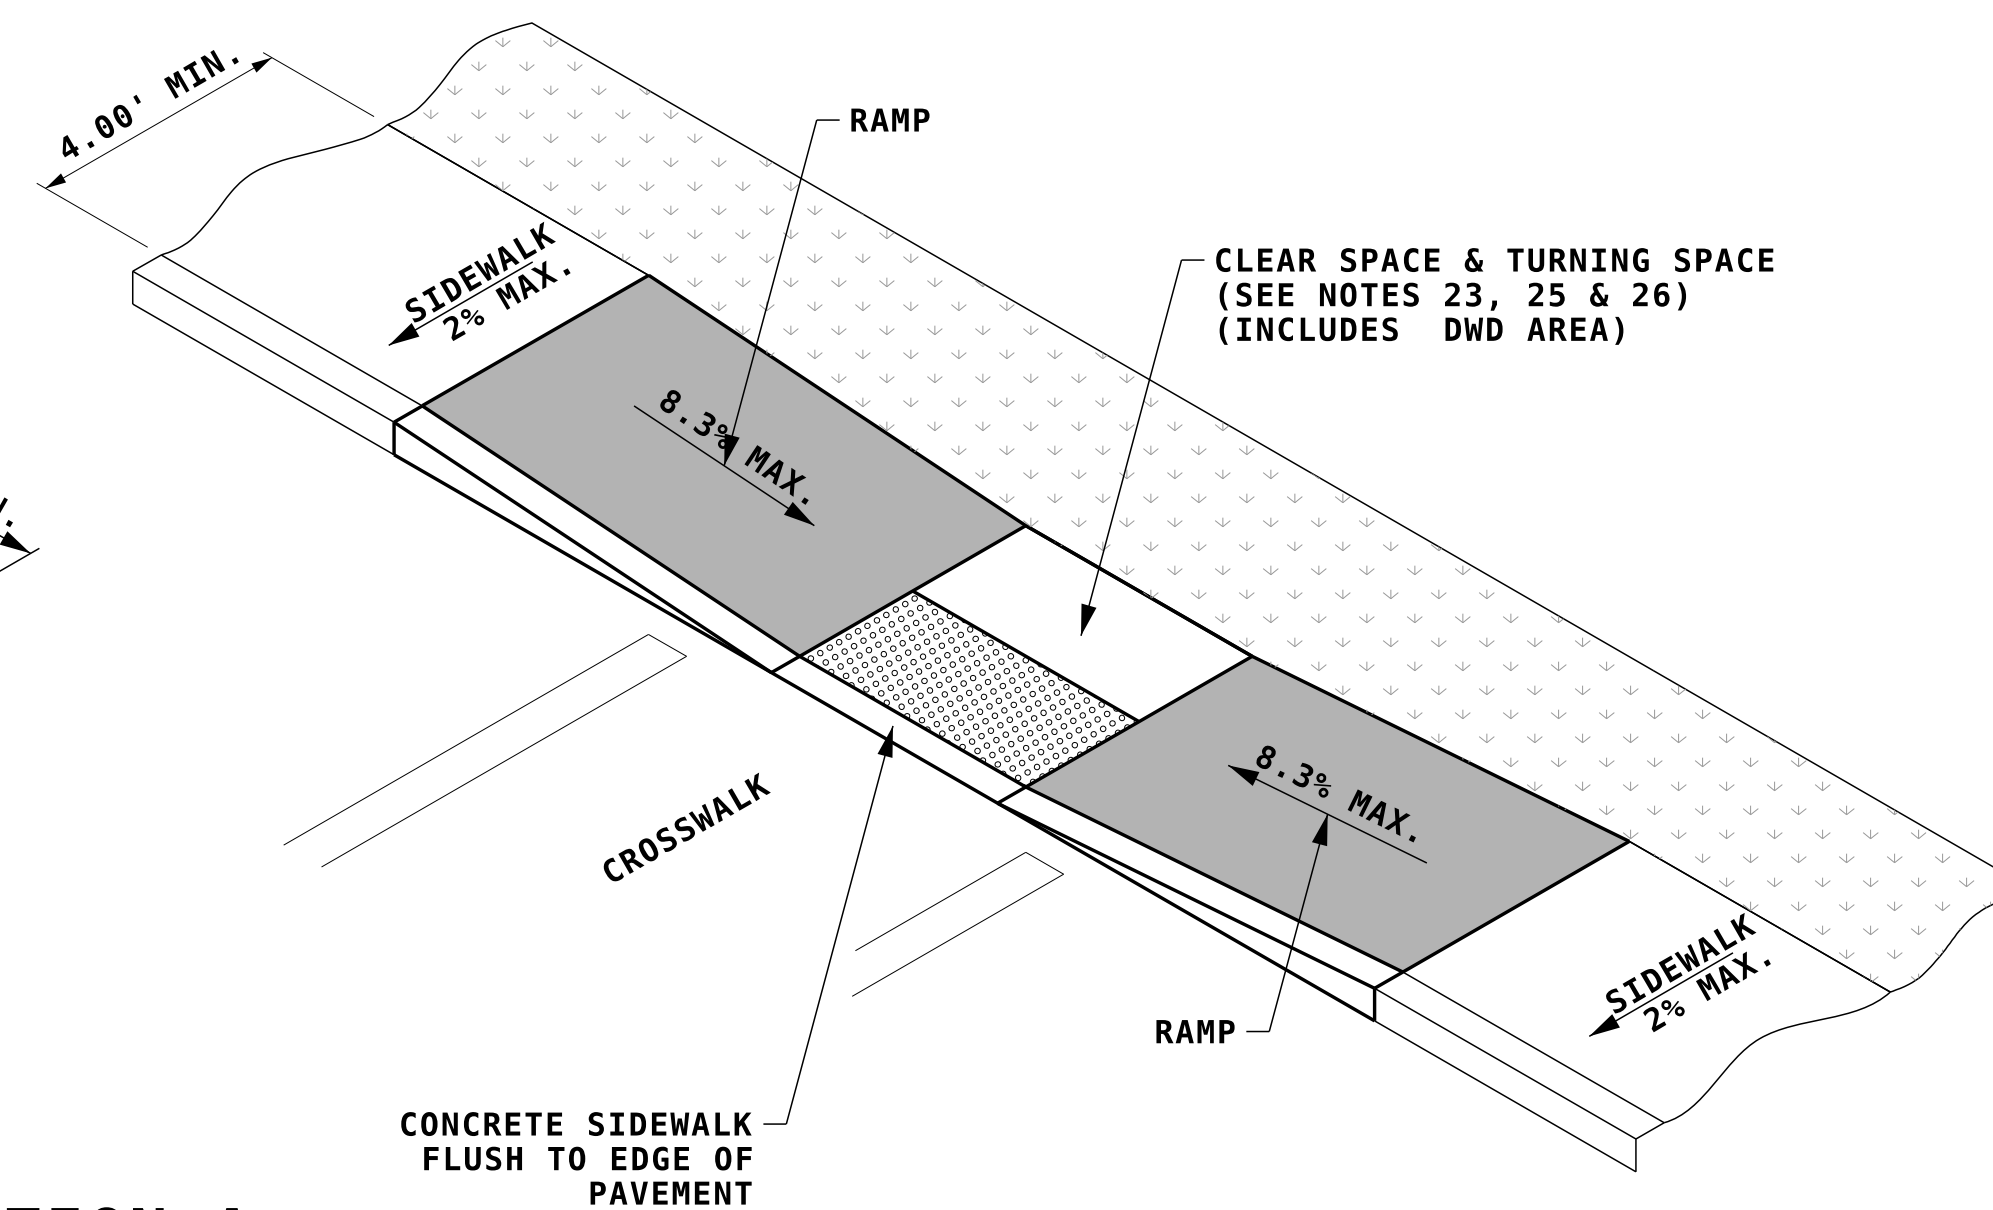 4.00' MIN.
RAMP
SIDEWALK
2% MAX.
CLEAR SPACE & TURNING SPACE
(SEE NOTES 23, 25 & 26)
(INCLUDES  DWD AREA)
8.3% MAX.
8.3% MAX.
CROSSWALK
SIDEWALK
2% MAX.
RAMP
CONCRETE SIDEWALK
FLUSH TO EDGE OF
PAVEMENT